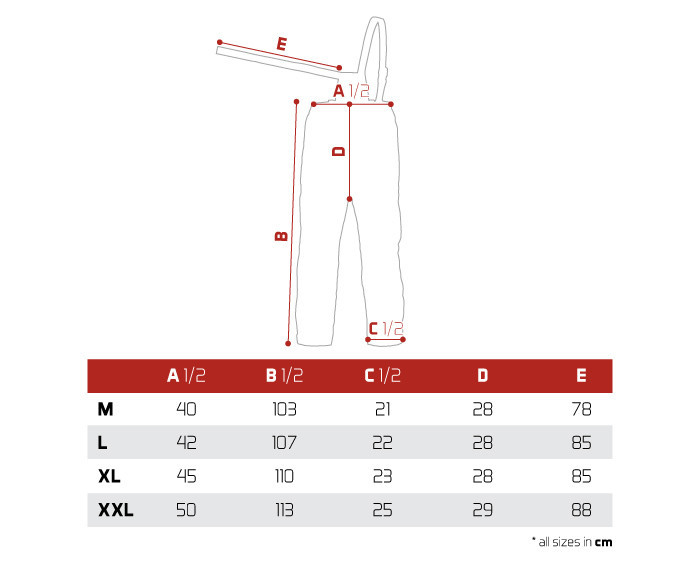 E
A 1/2
D
B
C 1/2
A 1/2 B 1/2 C 1/2 D E
M 40 103 21 28 78
L 42 107 22 28 85
XL 45 110 23 28 85
XXL 50 113 25 29 88
* all sizes in cm